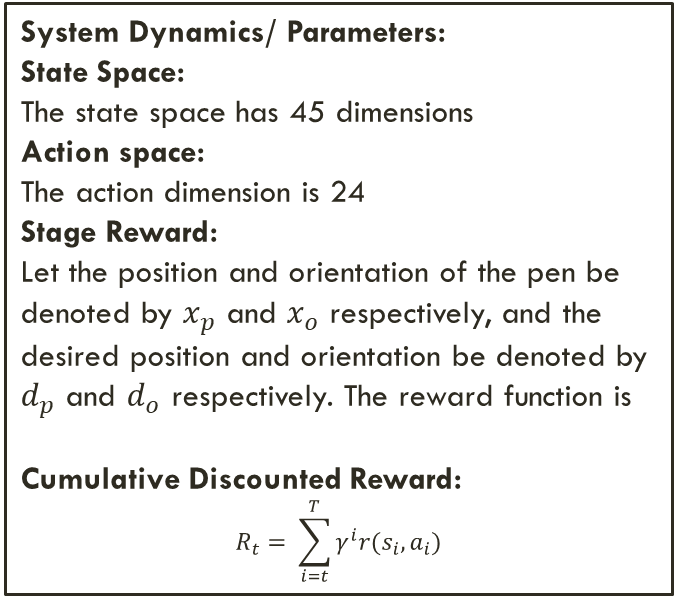 System Dynamics/ Parameters:
State Space:
The state space has 45 dimensions
Action space:
The action dimension is 24
Stage Reward:
Let the position and orientation of the pen be
denoted by $x_p$ and $x_o$ respectively, and the
desired position and orientation be denoted by
$d_p$ and $d_o$ respectively. The reward function is
Cumulative Discounted Reward:
$R_t = \sum_{i=t}^{T} \gamma^i r(s_i, a_i)$